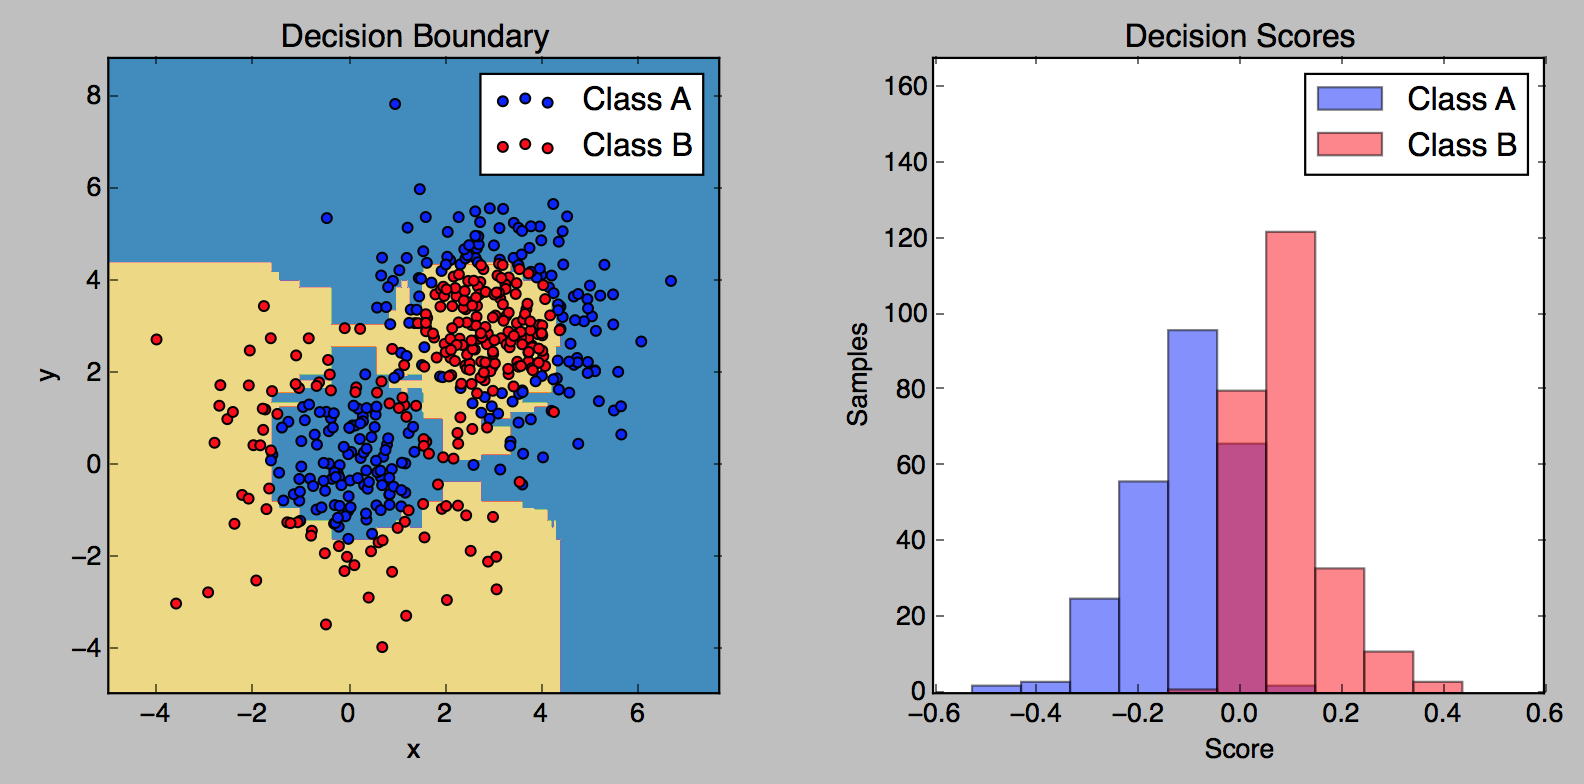 Decision Boundary
Class A
Class B
8
6
4
2
0
−2
−4
y
−4 −2 0 2 4 6
x
Decision Scores
Class A
Class B
160
140
120
100
80
60
40
20
0
Samples
−0.6 −0.4 −0.2 0.0 0.2 0.4 0.6
Score